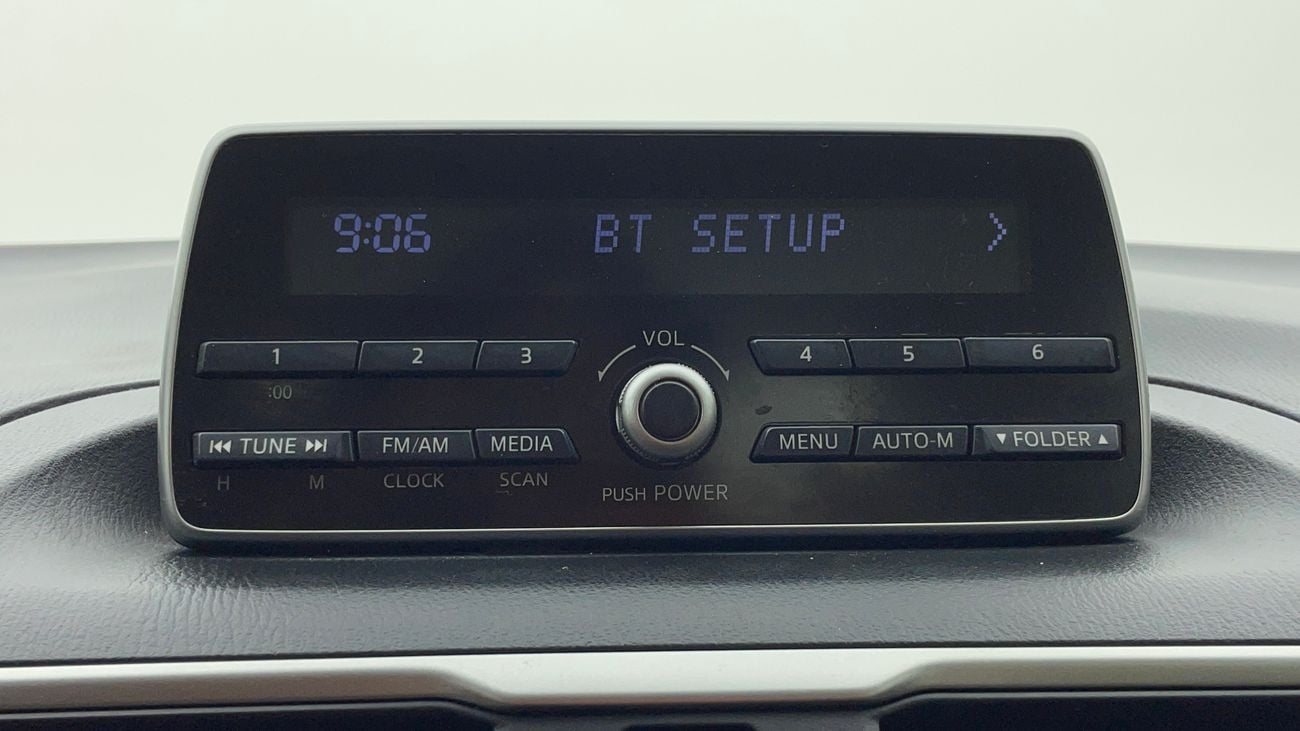 9:06 BT SETUP >
VOL
1 2 3 4 5 6
:00
⏮ TUNE ⏭ FM/AM MEDIA MENU AUTO-M ▼ FOLDER ▲
H M CLOCK SCAN
PUSH POWER